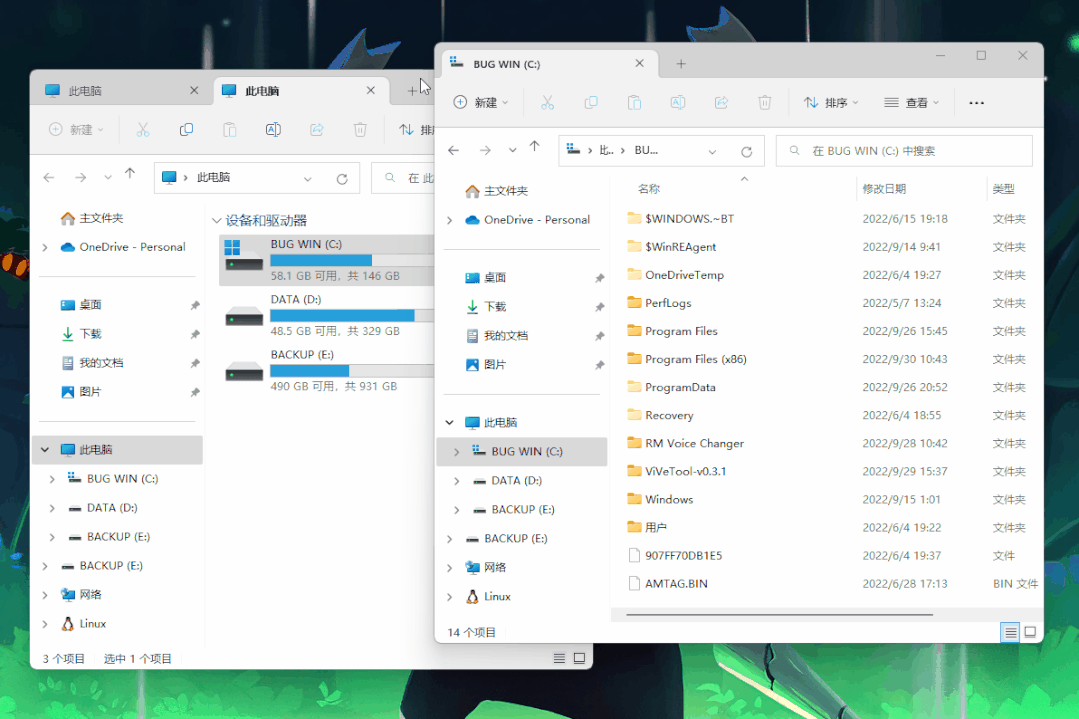 此电脑
此电脑
新建
排
此电脑
在 此
主文件夹
OneDrive - Personal
桌面
下载
我的文档
图片
此电脑
BUG WIN (C:)
DATA (D:)
BACKUP (E:)
BACKUP (E:)
网络
Linux
设备和驱动器
BUG WIN (C:)
58.1 GB 可用，共 146 GB
DATA (D:)
48.5 GB 可用，共 329 GB
BACKUP (E:)
490 GB 可用，共 931 GB
3 个项目 选中 1 个项目
BUG WIN (C:)
新建 排序 查看
比.. BU...
在 BUG WIN (C:) 中搜索
主文件夹
OneDrive - Personal
桌面
下载
我的文档
图片
此电脑
BUG WIN (C:)
DATA (D:)
BACKUP (E:)
BACKUP (E:)
网络
Linux
名称 修改日期 类型
$WINDOWS.~BT 2022/6/15 19:18 文件夹
$WinREAgent 2022/9/14 9:41 文件夹
OneDriveTemp 2022/6/4 19:27 文件夹
PerfLogs 2022/5/7 13:24 文件夹
Program Files 2022/9/26 15:45 文件夹
Program Files (x86) 2022/9/30 10:43 文件夹
ProgramData 2022/9/26 20:52 文件夹
Recovery 2022/6/4 18:55 文件夹
RM Voice Changer 2022/9/28 10:42 文件夹
ViVeTool-v0.3.1 2022/9/29 15:37 文件夹
Windows 2022/9/15 1:01 文件夹
用户 2022/6/4 19:22 文件夹
907FF70DB1E5 2022/6/4 19:37 文件
AMTAG.BIN 2022/6/28 17:13 BIN 文件
14 个项目